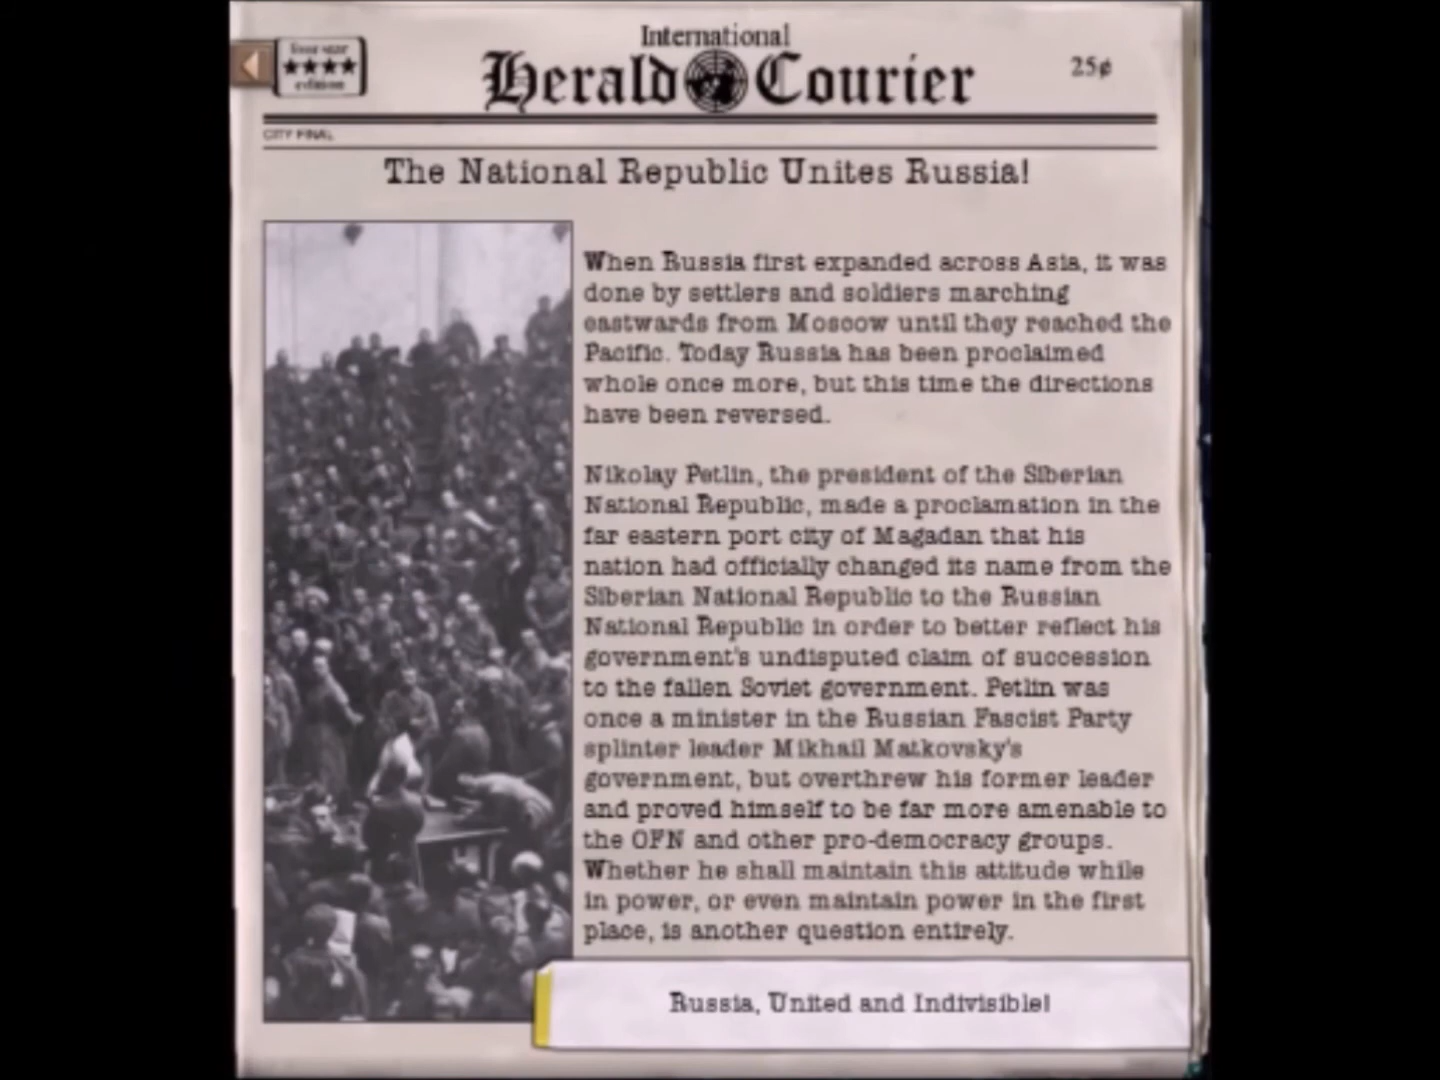 four star
★★★★
edition
International
Herald Courier
25¢
CITY FINAL
The National Republic Unites Russia!
When Russia first expanded across Asia, it was
done by settlers and soldiers marching
eastwards from Moscow until they reached the
Pacific. Today Russia has been proclaimed
whole once more, but this time the directions
have been reversed.
Nikolay Petlin, the president of the Siberian
National Republic, made a proclamation in the
far eastern port city of Magadan that his
nation had officially changed its name from the
Siberian National Republic to the Russian
National Republic in order to better reflect his
government's undisputed claim of succession
to the fallen Soviet government. Petlin was
once a minister in the Russian Fascist Party
splinter leader Mikhail Matkovsky's
government, but overthrew his former leader
and proved himself to be far more amenable to
the OFN and other pro-democracy groups.
Whether he shall maintain this attitude while
in power, or even maintain power in the first
place, is another question entirely.
Russia, United and Indivisible!